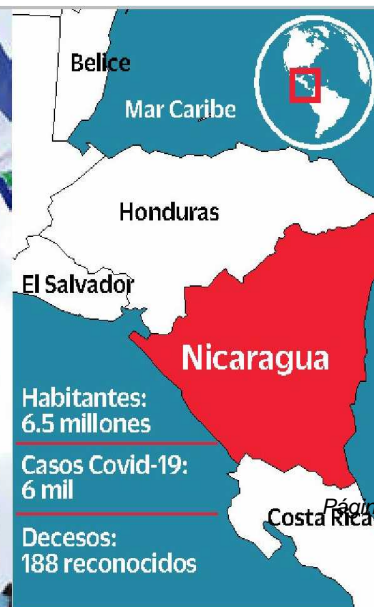 Belice
Mar Caribe
Honduras
El Salvador
Nicaragua
Habitantes:
6.5 millones
Casos Covid-19:
6 mil
Costa Rica
Decesos:
188 reconocidos